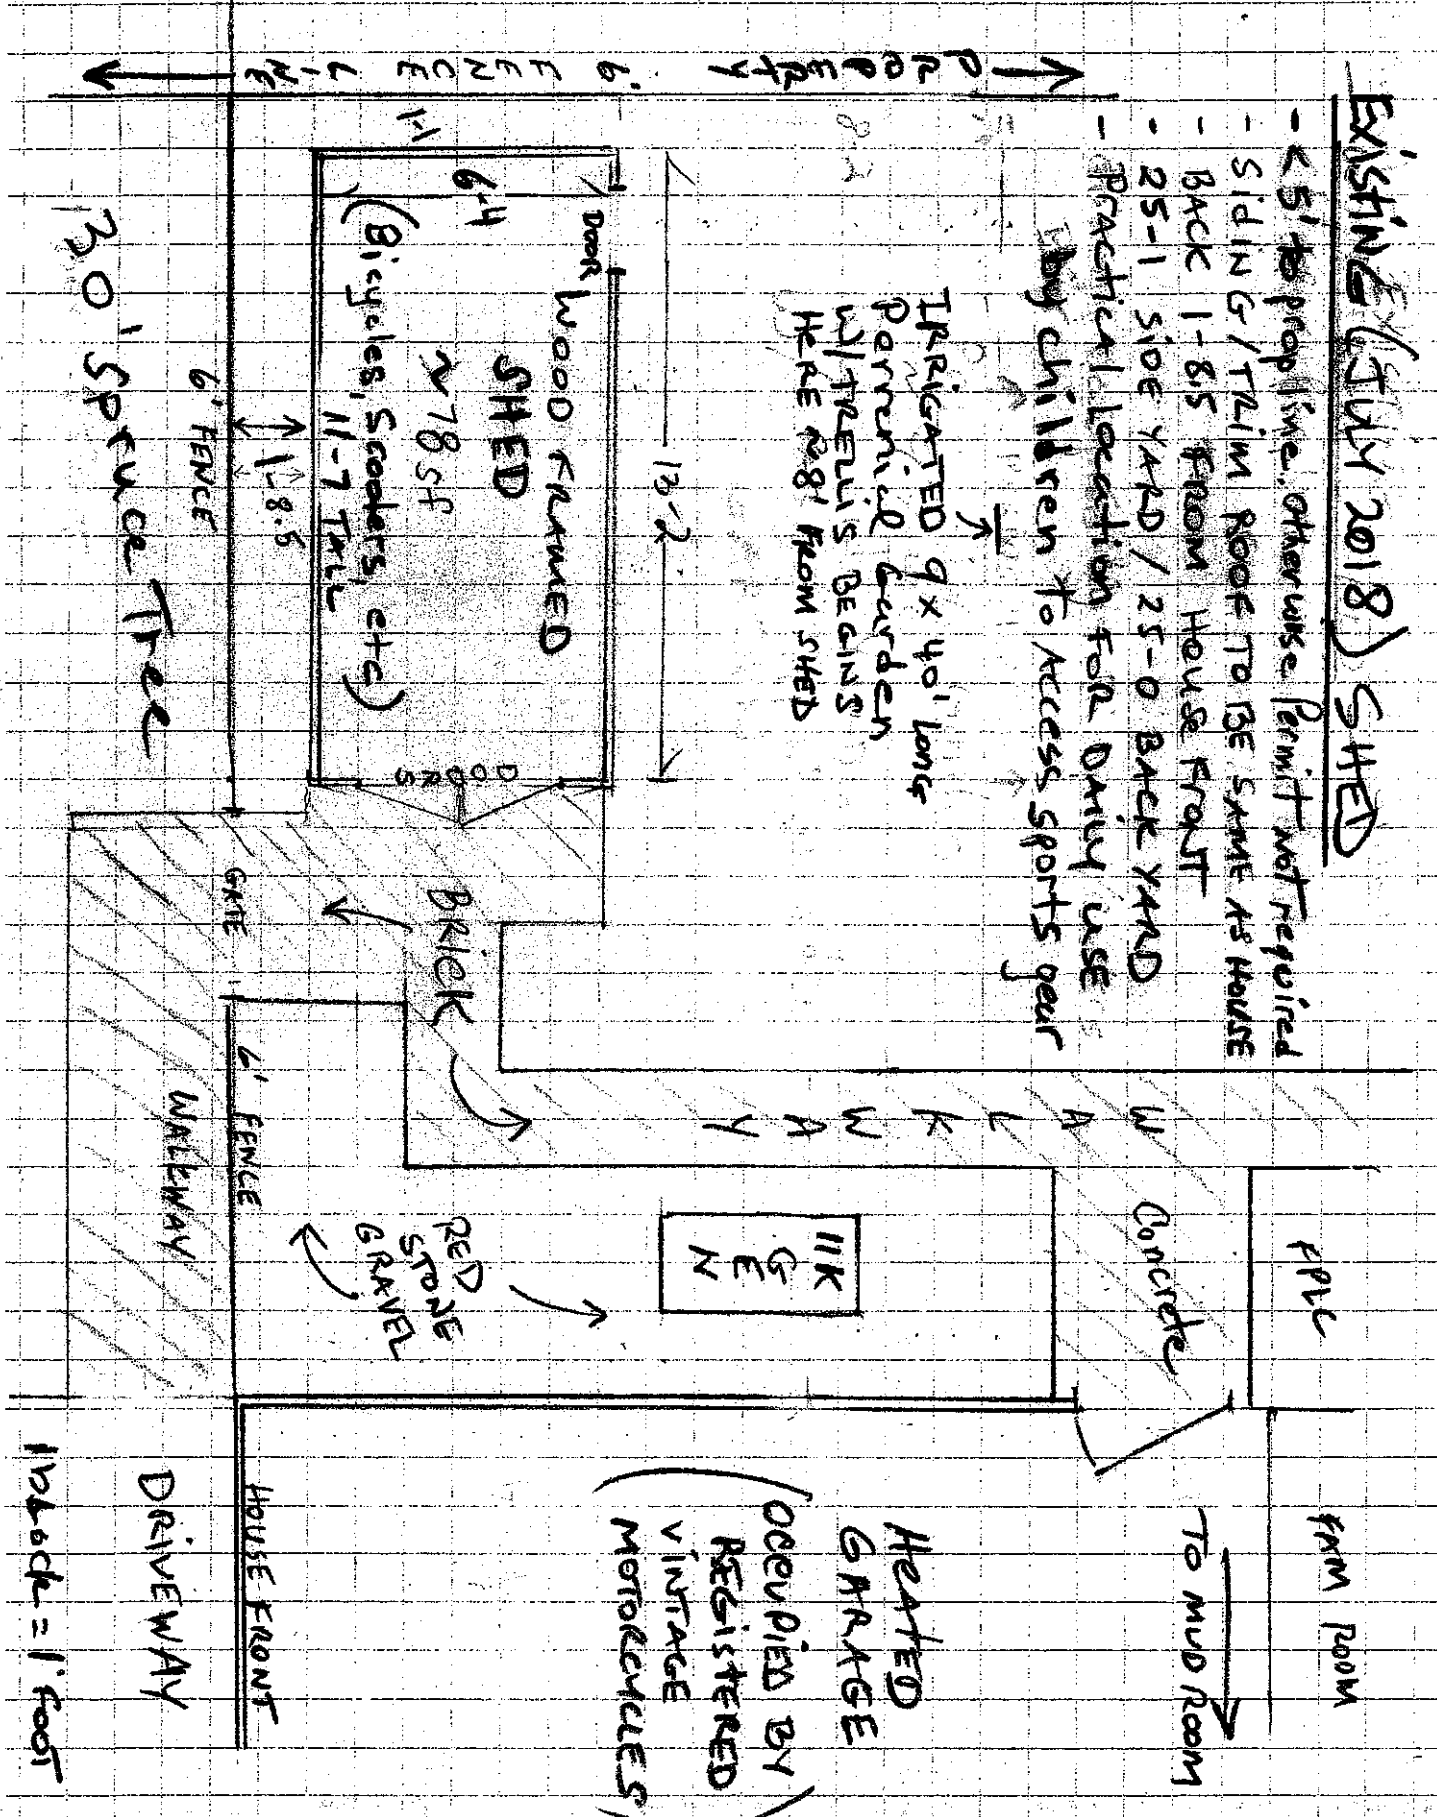 EXISTING (JULY 2018) SHED
- < 5' to prop line. Otherwise Permit not required
- SIDING/TRIM ROOF TO BE SAME AS HOUSE
- BACK 1-8.5 FROM HOUSE FRONT
- 25-1 SIDE YARD / 25-0 BACK YARD
- PRACTICAL LOCATION FOR DAILY USE
by children TO ACCESS SPORTS gear
PROPERTY
6' FENCE LINE
IRRIGATED 9 x 40' LONG
Perrenial Garden
W/TRELLIS BEGINS
HERE ~8' FROM SHED
13-2
1-1
6-4
DOOR
WOOD FRAMED
SHED
~78 SF
(Bicycles, Scooters, etc)
11-7 TALL
DOORS
1-8.5
6' FENCE
30' Spruce Tree
GATE
BRICK
WALKWAY
6' FENCE
WALKWAY
RED
STONE
GRAVEL
11K
GEN
Concrete
FPLC
FAM ROOM
TO MUD ROOM
HEATED
GARAGE
(OCCUPIED BY
REGISTERED
VINTAGE
MOTORCYCLES)
HOUSE FRONT
DRIVEWAY
1 block = 1 foot